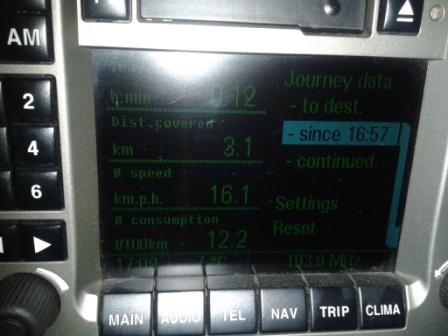 AM
2
4
6
h:mm 0:12
Dist.covered
km 3.1
Ø speed
km.p.h. 16.1
Ø consumption
l/100km 12.2
17:09 7 °C 103.9 MHz
Journey data
- to dest.
- since 16:57
- continued.
Settings
Reset
MAIN AUDIO TEL NAV TRIP CLIMA